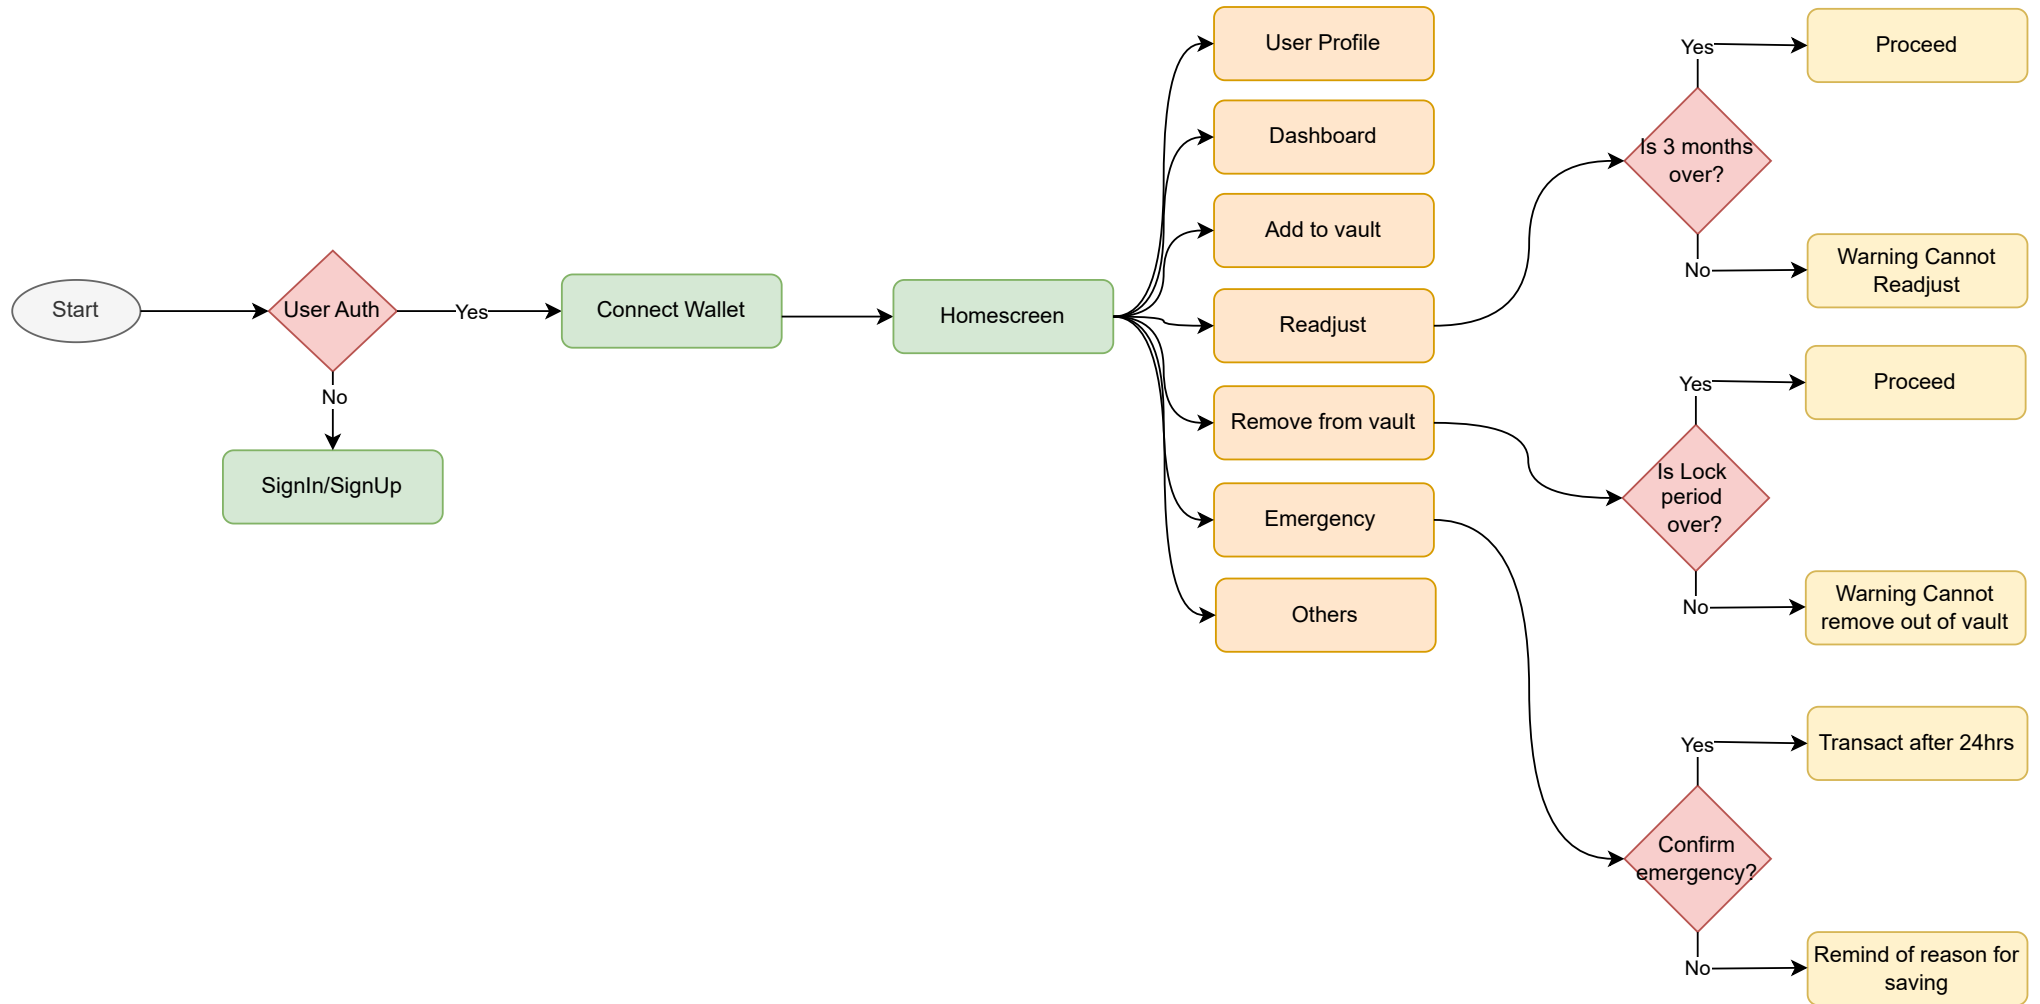 Start
User Auth
Yes
No
SignIn/SignUp
Connect Wallet
Homescreen
User Profile
Dashboard
Add to vault
Readjust
Remove from vault
Emergency
Others
Is 3 months
over?
Yes
Proceed
No
Warning Cannot
Readjust
Is Lock
period
over?
Yes
Proceed
No
Warning Cannot
remove out of vault
Confirm
emergency?
Yes
Transact after 24hrs
No
Remind of reason for
saving